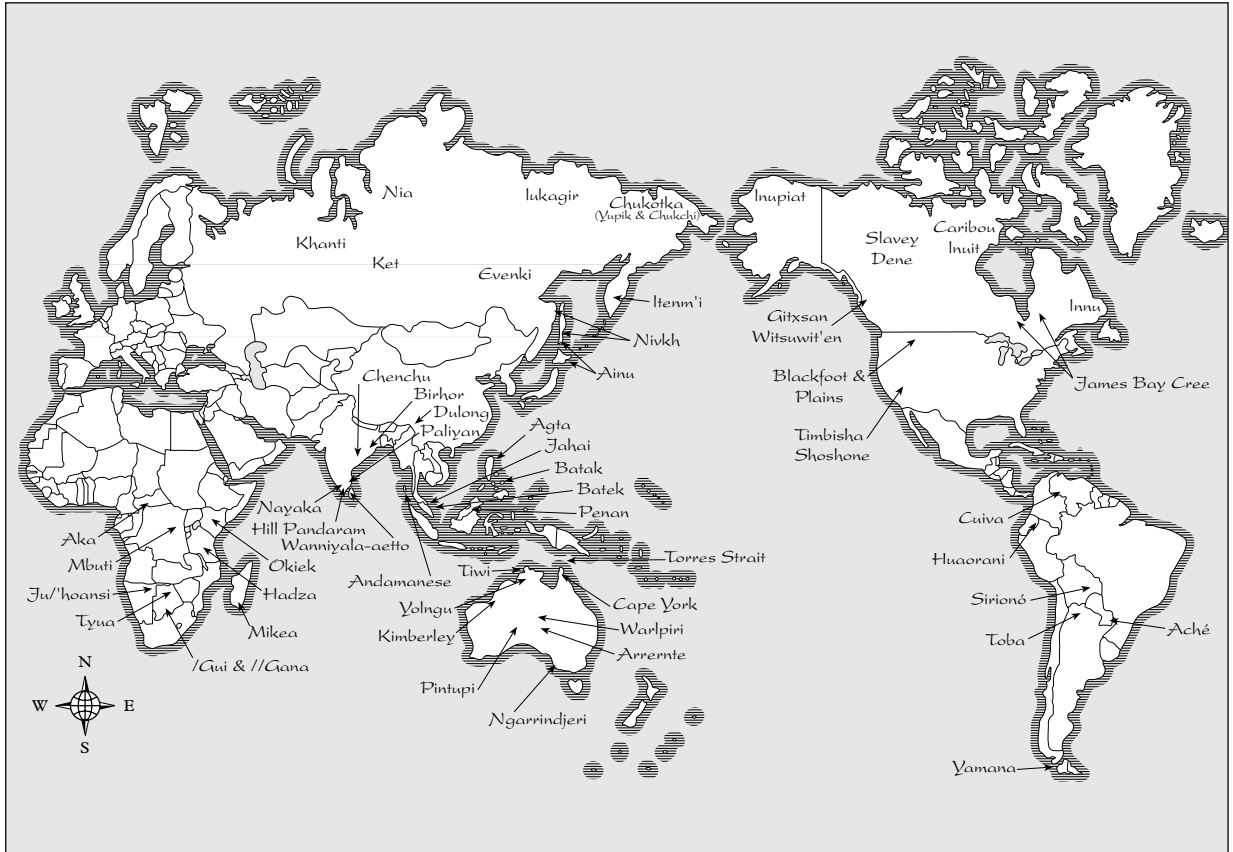 Nia
Iukagir
Chukotka
(Yupik & Chukchi)
Khanti
Ket
Evenki
Itenm'i
Nivkh
Ainu
Inupiat
Slavey
Dene
Caribou
Inuit
Innu
Gitxsan
Witsuwit'en
Blackfoot &
Plains
James Bay Cree
Timbisha
Shoshone
Chenchu
Birhor
Dulong
Paliyan
Agta
Jahai
Batak
Batek
Penan
Nayaka
Hill Pandaram
Wanniyala-aetto
Andamanese
Torres Strait
Aka
Mbuti
Ju/'hoansi
Tyua
/Gui & //Gana
Okiek
Hadza
Mikea
Tiwi
Yolngu
Kimberley
Cape York
Warlpiri
Arrernte
Pintupi
Ngarrindjeri
Cuiva
Huaorani
Sirionó
Toba
Aché
Yamana
N
W
E
S